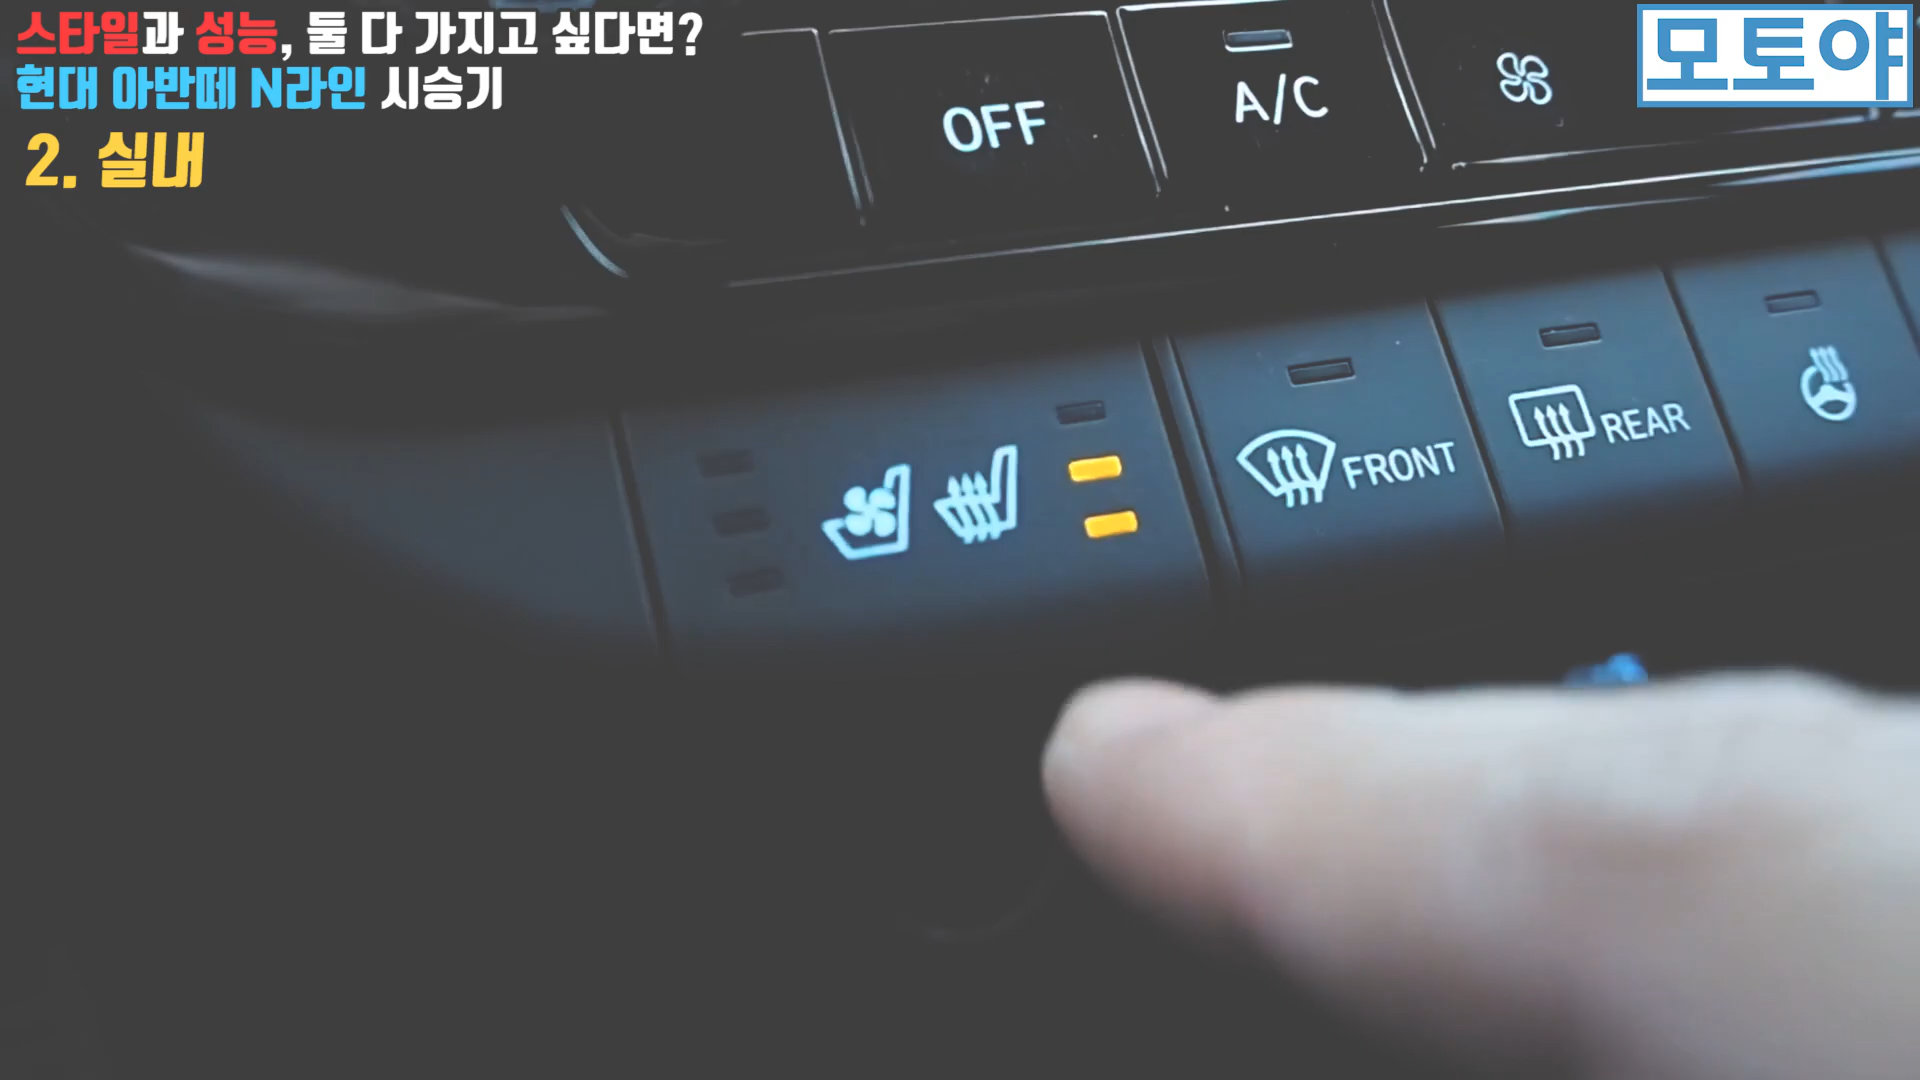 스타일과 성능, 둘 다 가지고 싶다면?
현대 아반떼 N라인 시승기
2. 실내
모토야
OFF
A/C
FRONT
REAR